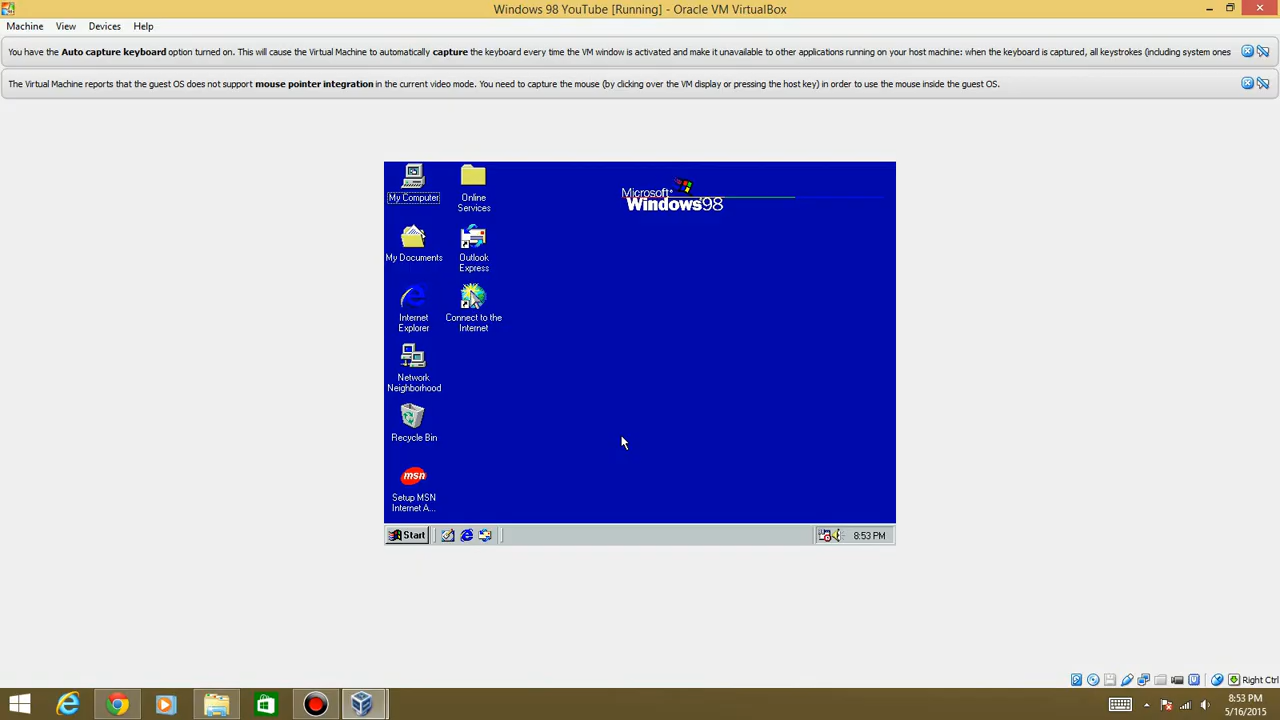 Windows 98 YouTube [Running] - Oracle VM VirtualBox
Machine View Devices Help
You have the Auto capture keyboard option turned on. This will cause the Virtual Machine to automatically capture the keyboard every time the VM window is activated and make it unavailable to other applications running on your host machine: when the keyboard is captured, all keystrokes (including system ones
The Virtual Machine reports that the guest OS does not support mouse pointer integration in the current video mode. You need to capture the mouse (by clicking over the VM display or pressing the host key) in order to use the mouse inside the guest OS.
Microsoft
Windows98
My Computer
Online
Services
My Documents
Outlook
Express
Internet
Explorer
Connect to the
Internet
Network
Neighborhood
Recycle Bin
msn
Setup MSN
Internet A...
Start
8:53 PM
Right Ctrl
8:53 PM
5/16/2015